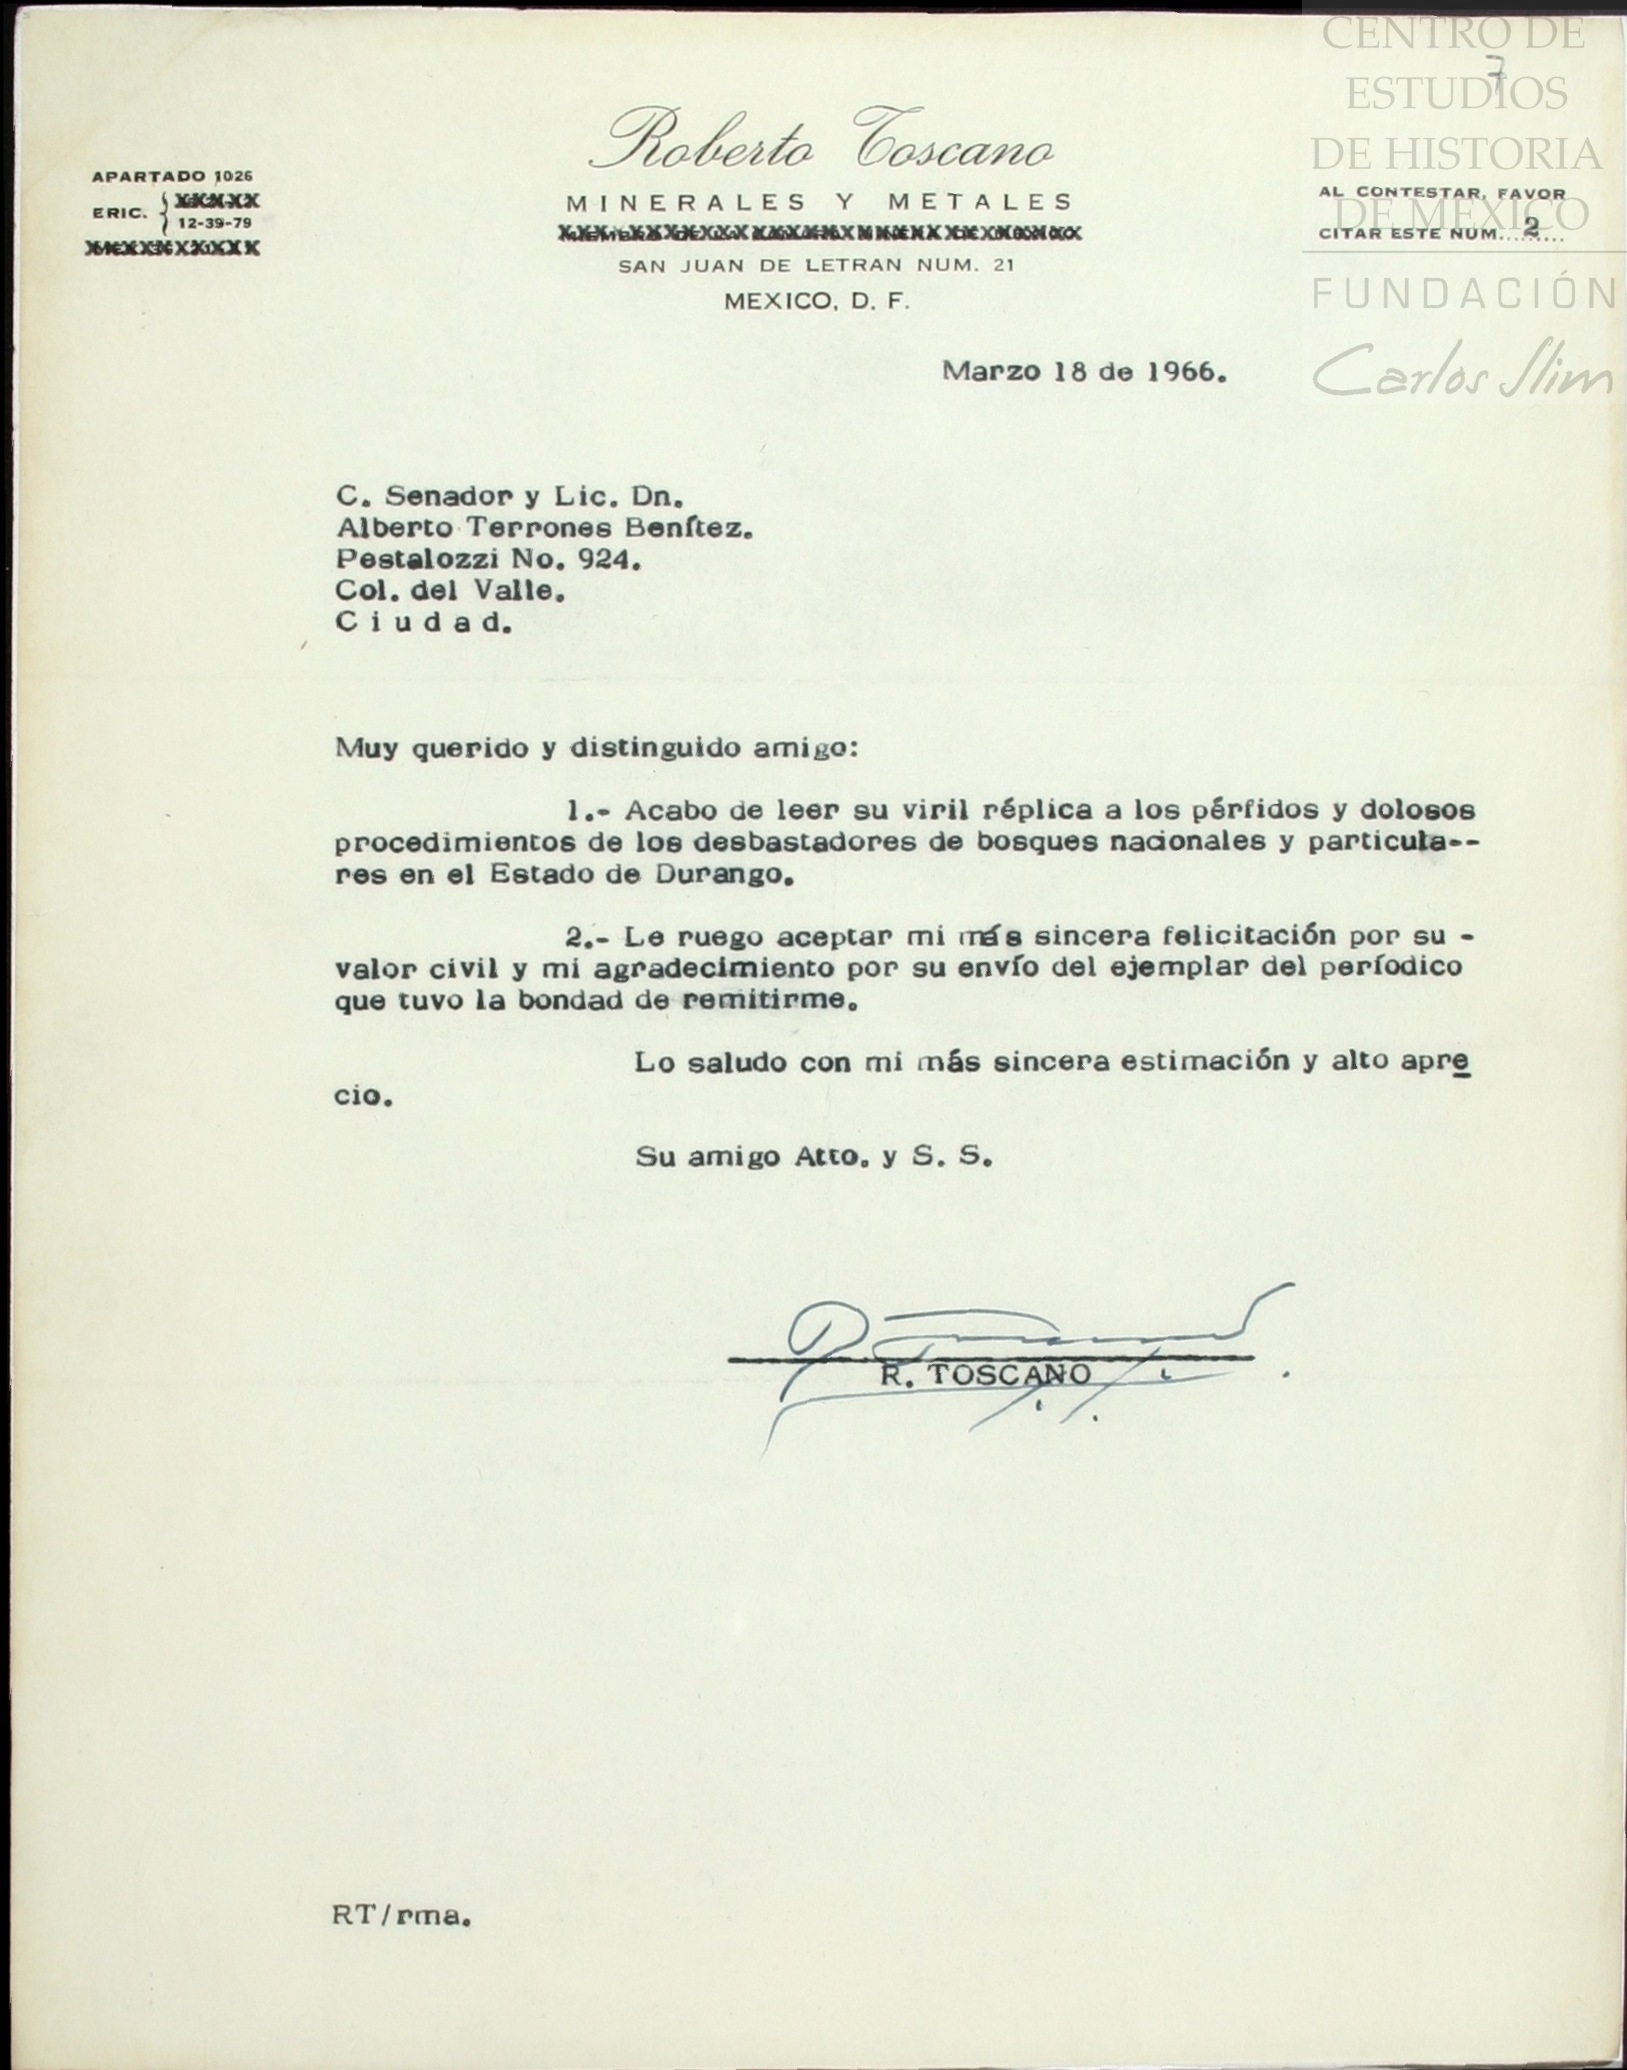 CENTRO DE
ESTUDIOS
DE HISTORIA
DE MÉXICO
FUNDACIÓN
Carlos Slim
7
Roberto Toscano
MINERALES Y METALES
SAN JUAN DE LETRAN NUM. 21
MEXICO, D. F.
APARTADO 1026
ERIC. { XXXXX
12-39-79
AL CONTESTAR, FAVOR
CITAR ESTE NUM. 2
Marzo 18 de 1966.
C. Senador y Lic. Dn.
Alberto Terrones Benítez.
Pestalozzi No. 924.
Col. del Valle.
C i u d a d.
Muy querido y distinguido amigo:
1.- Acabo de leer su viril réplica a los pérfidos y dolosos
procedimientos de los desbastadores de bosques nacionales y particula--
res en el Estado de Durango.
2.- Le ruego aceptar mi más sincera felicitación por su -
valor civil y mi agradecimiento por su envío del ejemplar del períodico
que tuvo la bondad de remitirme.
Lo saludo con mi más sincera estimación y alto apre
cio.
Su amigo Atto. y S. S.
R. TOSCANO
RT/rma.